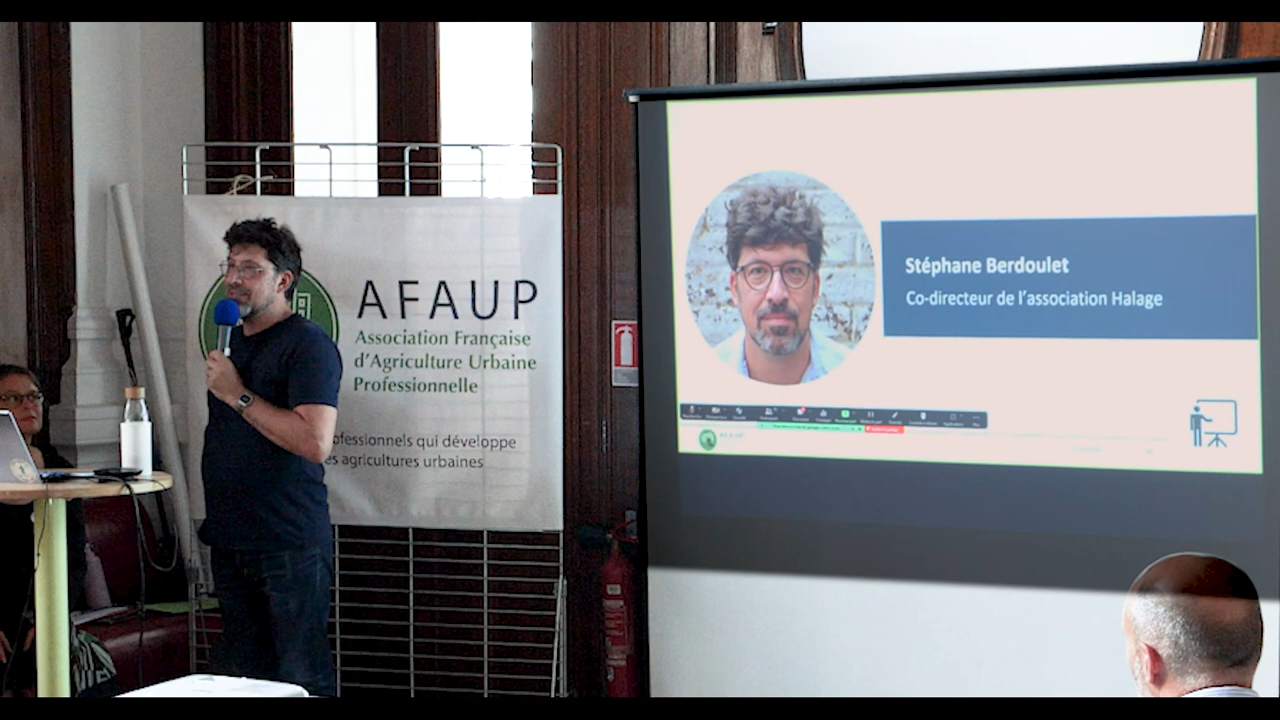 AFAUP
Association Française
d'Agriculture Urbaine
Professionnelle
ofessionnels qui développe
es agricultures urbaines
Stéphane Berdoulet
Co-directeur de l'association Halage
AFAUP